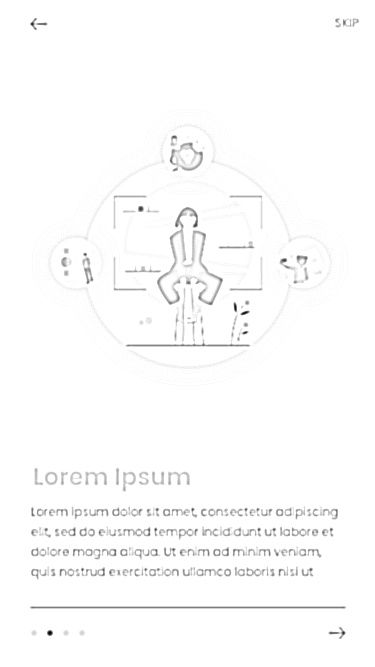 SKIP
Lorem Ipsum
Lorem ipsum dolor sit amet, consectetur adipiscing
elit, sed do eiusmod tempor incididunt ut labore et
dolore magna aliqua. Ut enim ad minim veniam,
quis nostrud exercitation ullamco laboris nisi ut